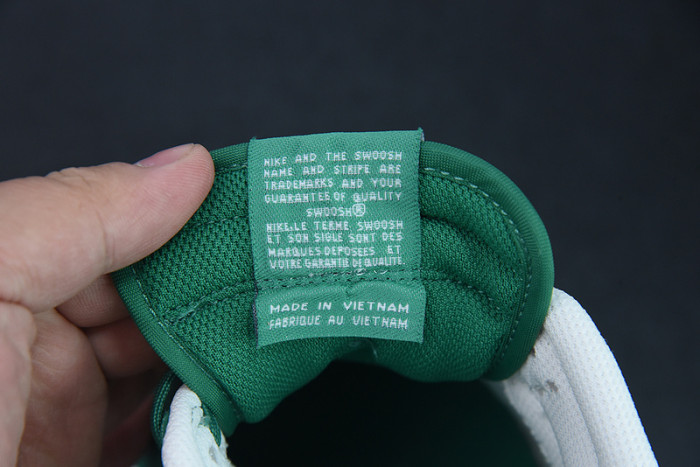 NIKE AND THE SWOOSH
NAME AND STRIPE ARE
TRADEMARKS AND YOUR
GUARANTEE OF QUALITY
SWOOSH®
NIKE,LE TERME SWOOSH
ET SON SIGLE SONT DES
MARQUES DEPOSEES ET
VOTRE GARANTIE DE QUALITE.
MADE IN VIETNAM
FABRIQUE AU VIETNAM